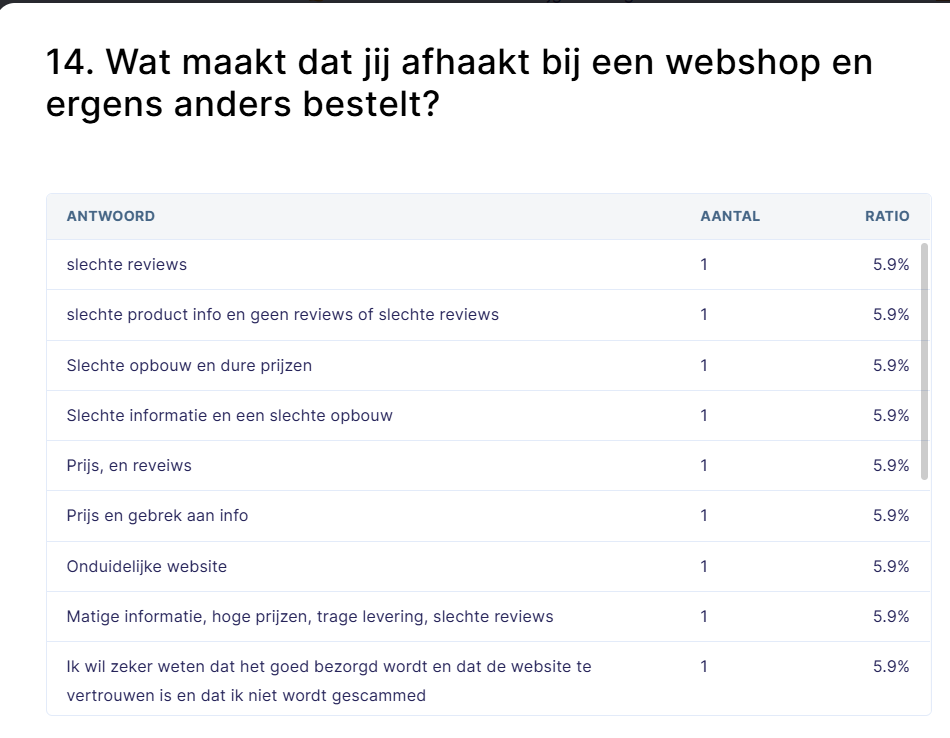 14. Wat maakt dat jij afhaakt bij een webshop en
ergens anders bestelt?
ANTWOORD AANTAL RATIO
slechte reviews 1 5.9%
slechte product info en geen reviews of slechte reviews 1 5.9%
Slechte opbouw en dure prijzen 1 5.9%
Slechte informatie en een slechte opbouw 1 5.9%
Prijs, en reveiws 1 5.9%
Prijs en gebrek aan info 1 5.9%
Onduidelijke website 1 5.9%
Matige informatie, hoge prijzen, trage levering, slechte reviews 1 5.9%
Ik wil zeker weten dat het goed bezorgd wordt en dat de website te 1 5.9%
vertrouwen is en dat ik niet wordt gescammed